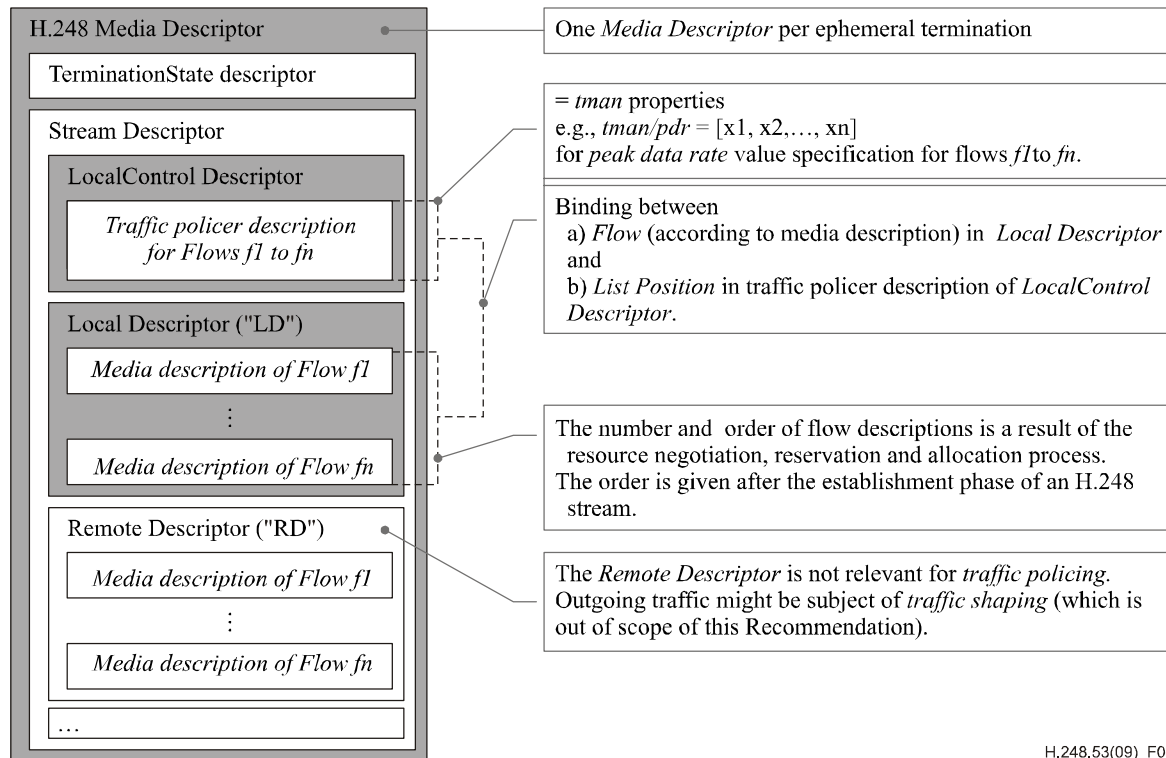 H.248 Media Descriptor
TerminationState descriptor
Stream Descriptor
LocalControl Descriptor
Traffic policer description
for Flows f1 to fn
Local Descriptor ("LD")
Media description of Flow f1
⋮
Media description of Flow fn
Remote Descriptor ("RD")
Media description of Flow f1
⋮
Media description of Flow fn
…
One Media Descriptor per ephemeral termination
= tman properties
e.g., tman/pdr = [x1, x2,…, xn]
for peak data rate value specification for flows f1to fn.
Binding between
a) Flow (according to media description) in Local Descriptor
and
b) List Position in traffic policer description of LocalControl
Descriptor.
The number and order of flow descriptions is a result of the
resource negotiation, reservation and allocation process.
The order is given after the establishment phase of an H.248
stream.
The Remote Descriptor is not relevant for traffic policing.
Outgoing traffic might be subject of traffic shaping (which is
out of scope of this Recommendation).
H.248.53(09)_F0